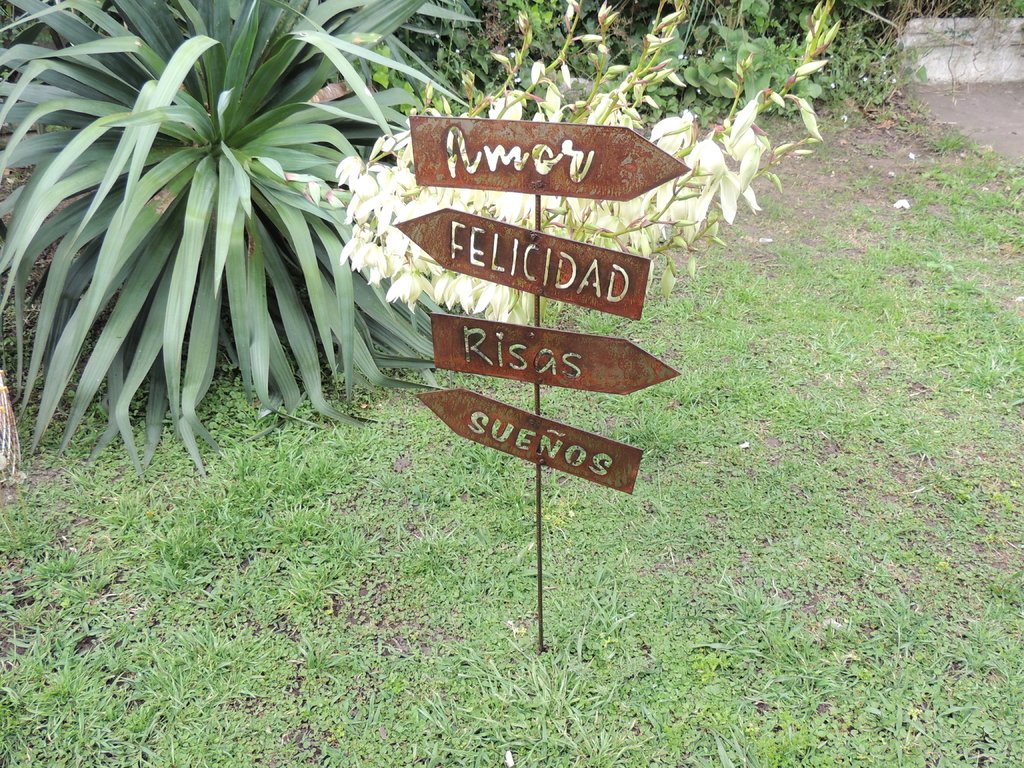 Amor
FELICIDAD
Risas
SUEÑOS